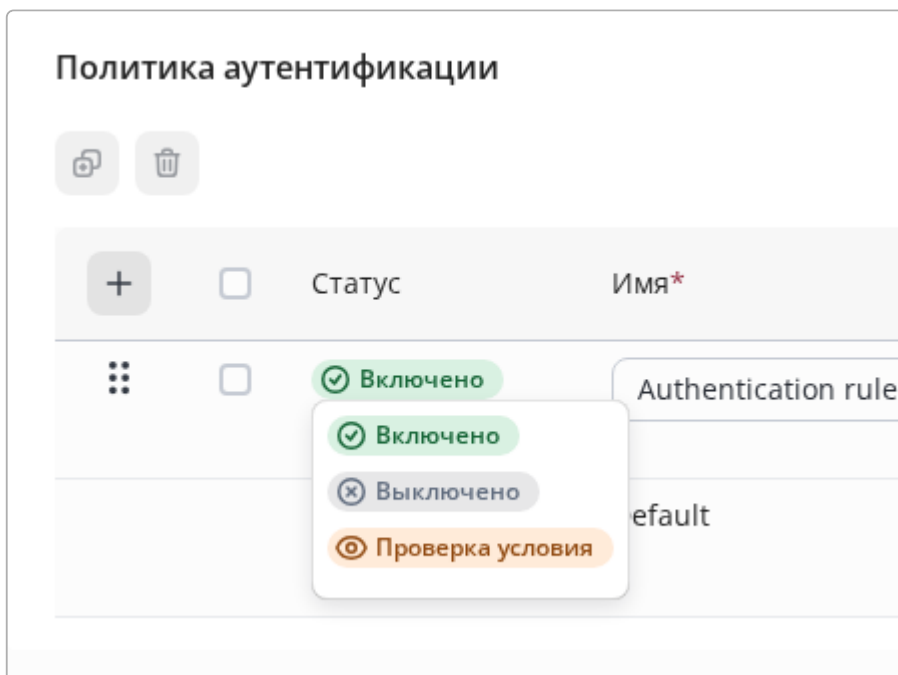 Политика аутентификации
Статус Имя*
Включено Authentication rule
Включено
Выключено
efault
Проверка условия